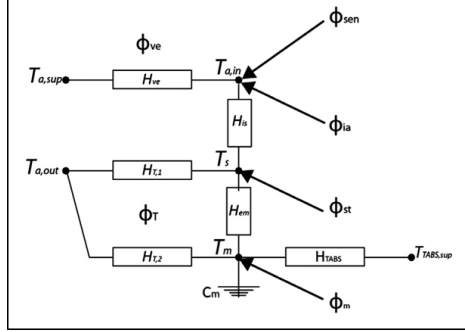 ϕsen
ϕve
Ta,sup Hve Ta,in
ϕia
His
Ta,out HT,1 Ts
ϕst
ϕT Hem
HT,2 Tm HTABS TTABS,sup
Cm ϕm